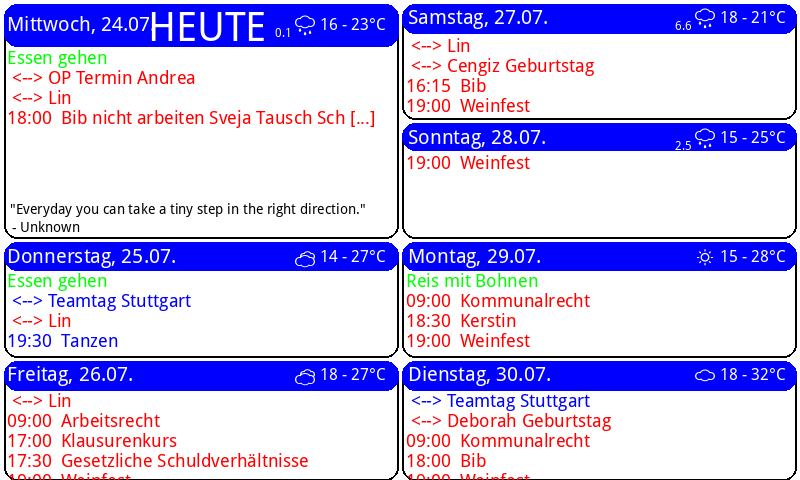 Mittwoch, 24.07. HEUTE 0.1 16 - 23°C
Essen gehen
<--> OP Termin Andrea
<--> Lin
18:00 Bib nicht arbeiten Sveja Tausch Sch [...]
"Everyday you can take a tiny step in the right direction."
- Unknown
Donnerstag, 25.07. 14 - 27°C
Essen gehen
<--> Teamtag Stuttgart
<--> Lin
19:30 Tanzen
Freitag, 26.07. 18 - 27°C
<--> Lin
09:00 Arbeitsrecht
17:00 Klausurenkurs
17:30 Gesetzliche Schuldverhältnisse
19:00 Weinfest
Samstag, 27.07. 6.6 18 - 21°C
<--> Lin
<--> Cengiz Geburtstag
16:15 Bib
19:00 Weinfest
Sonntag, 28.07. 2.5 15 - 25°C
19:00 Weinfest
Montag, 29.07. 15 - 28°C
Reis mit Bohnen
09:00 Kommunalrecht
18:30 Kerstin
19:00 Weinfest
Dienstag, 30.07. 18 - 32°C
<--> Teamtag Stuttgart
<--> Deborah Geburtstag
09:00 Kommunalrecht
18:00 Bib
19:00 Weinfest